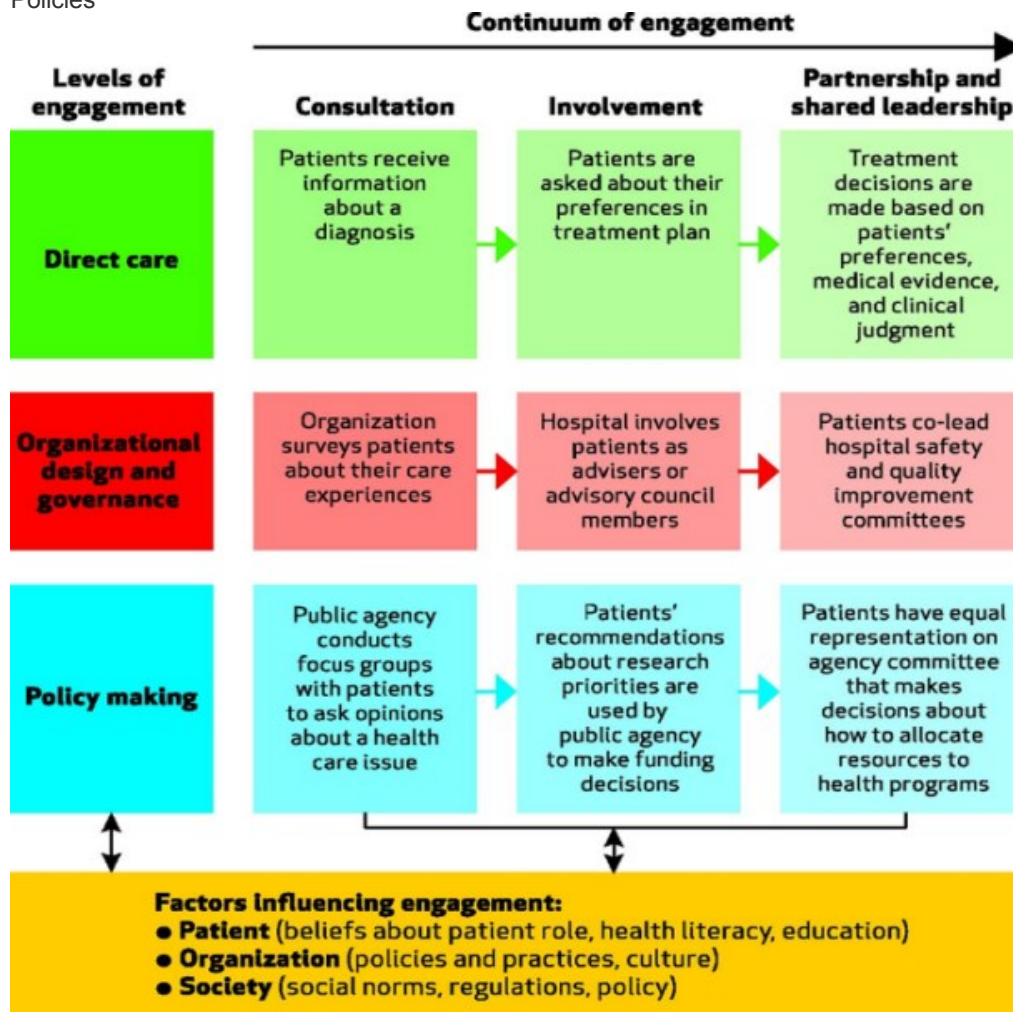 Policies
Continuum of engagement
Levels of
engagement
Consultation
Involvement
Partnership and
shared leadership
Direct care
Patients receive
information
about a
diagnosis
Patients are
asked about their
preferences in
treatment plan
Treatment
decisions are
made based on
patients'
preferences,
medical evidence,
and clinical
judgment
Organizational
design and
governance
Organization
surveys patients
about their care
experiences
Hospital involves
patients as
advisers or
advisory council
members
Patients co-lead
hospital safety
and quality
improvement
committees
Policy making
Public agency
conducts
focus groups
with patients
to ask opinions
about a health
care issue
Patients'
recommendations
about research
priorities are
used by
public agency
to make funding
decisions
Patients have equal
representation on
agency committee
that makes
decisions about
how to allocate
resources to
health programs
Factors influencing engagement:
● Patient (beliefs about patient role, health literacy, education)
● Organization (policies and practices, culture)
● Society (social norms, regulations, policy)